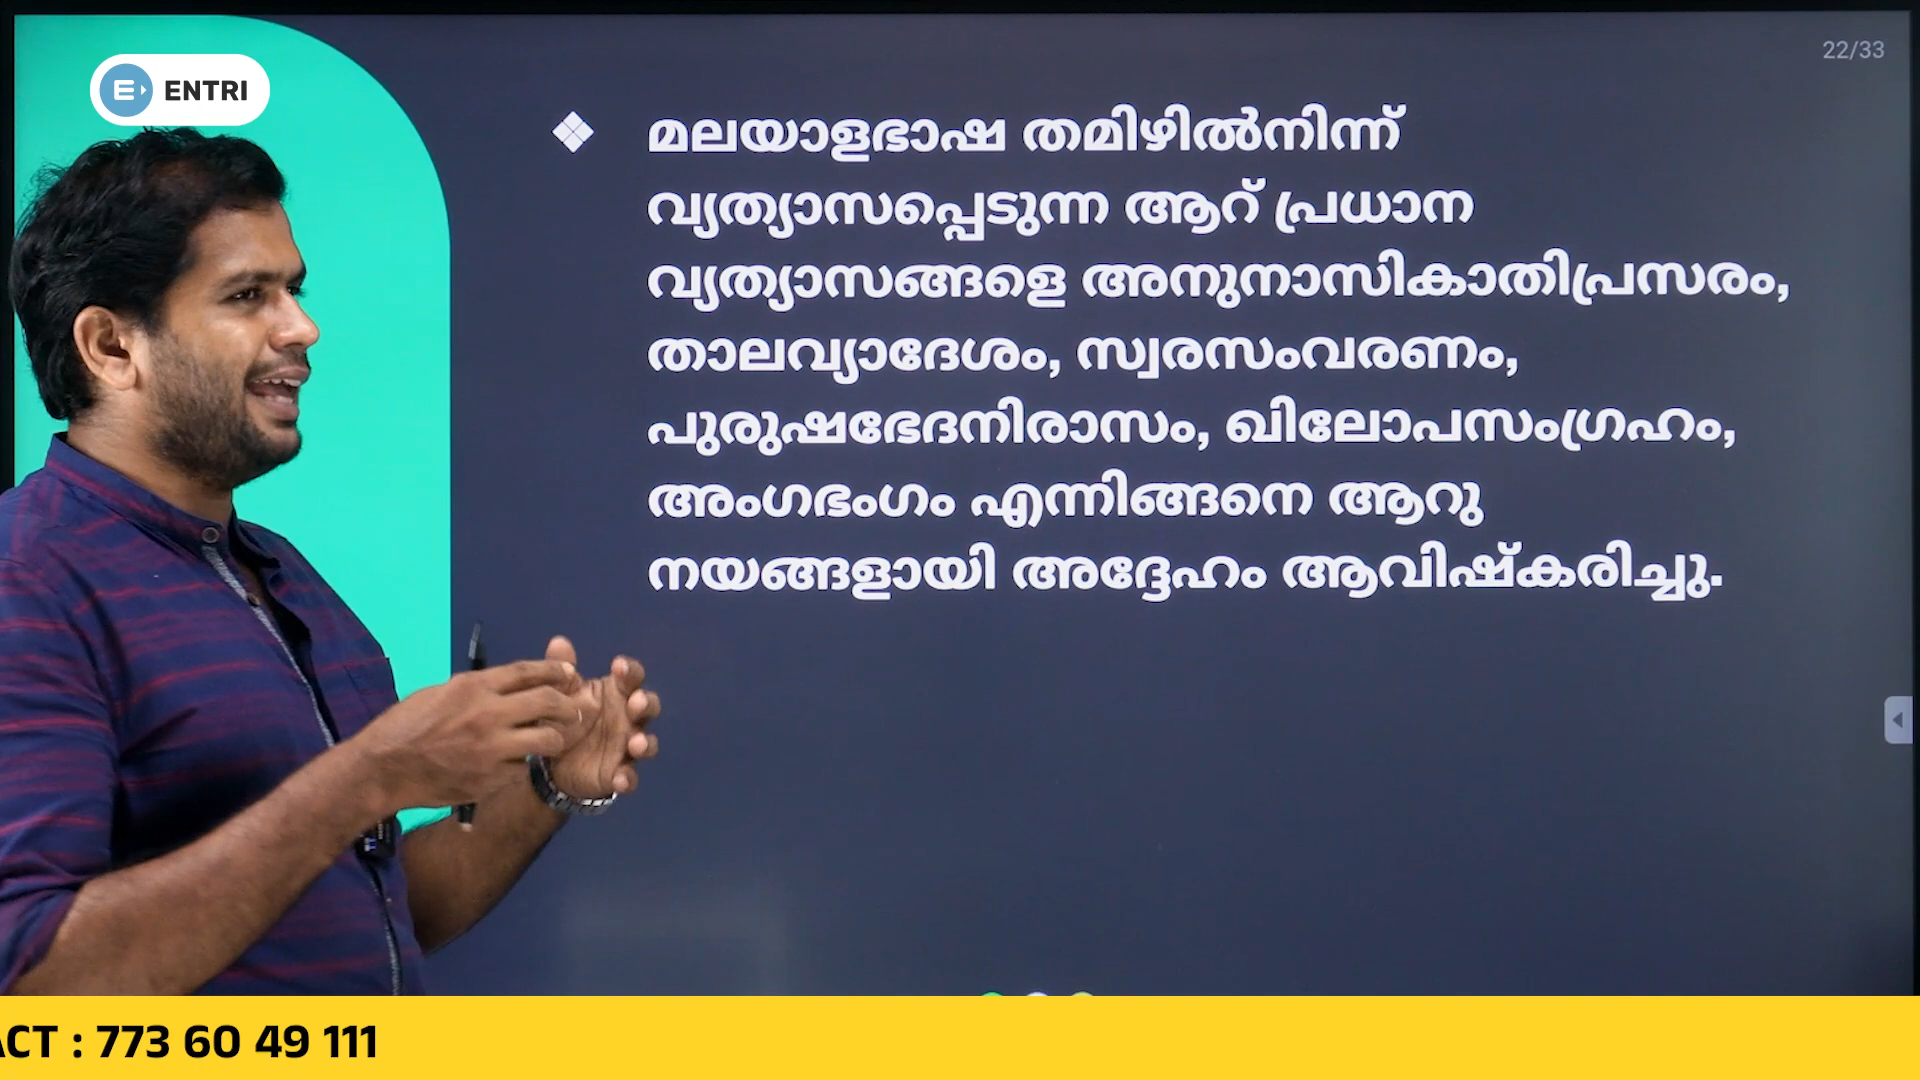 ENTRI
22/33
മലയാളഭാഷ തമിഴിൽനിന്ന്
വ്യത്യാസപ്പെടുന്ന ആറ് പ്രധാന
വ്യത്യാസങ്ങളെ അനുനാസികാതിപ്രസരം,
താലവ്യാദേശം, സ്വരസംവരണം,
പുരുഷഭേദനിരാസം, ഖിലോപസംഗ്രഹം,
അംഗഭംഗം എന്നിങ്ങനെ ആറു
നയങ്ങളായി അദ്ദേഹം ആവിഷ്കരിച്ചു.
ACT : 773 60 49 111